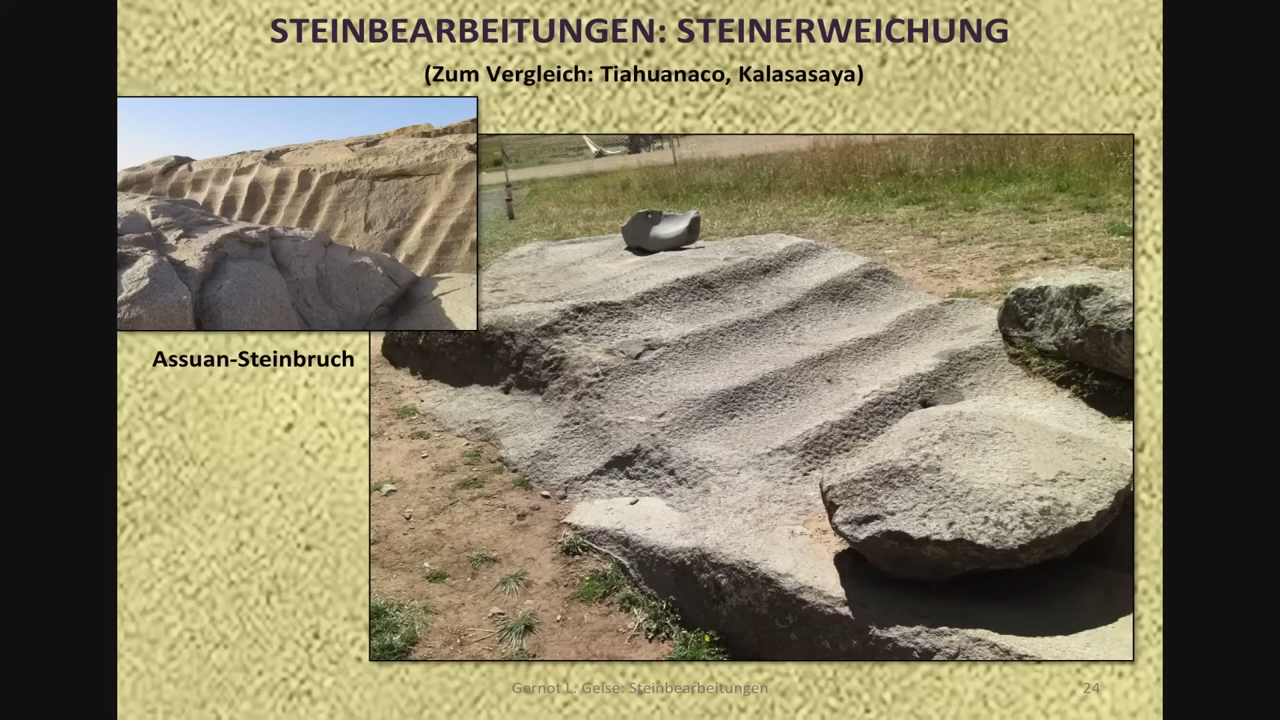 STEINBEARBEITUNGEN: STEINERWEICHUNG
(Zum Vergleich: Tiahuanaco, Kalasasaya)
Assuan-Steinbruch
Gernot L. Geise: Steinbearbeitungen
24